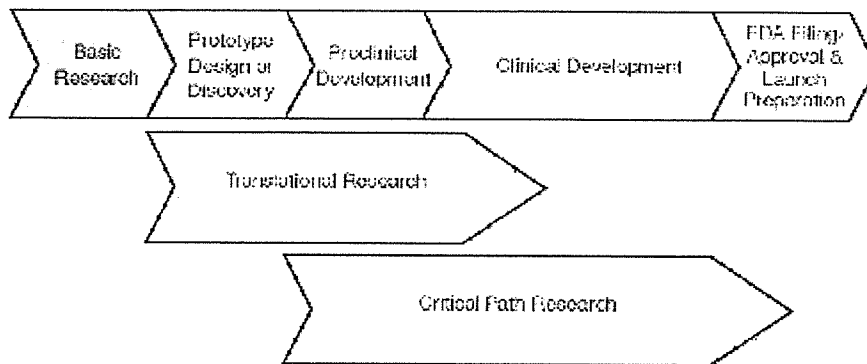 Basic
Research
Prototype
Design or
Discovery
Preclinical
Development
Clinical Development
FDA Filing/
Approval &
Launch
Preparation
Translational Research
Critical Path Research